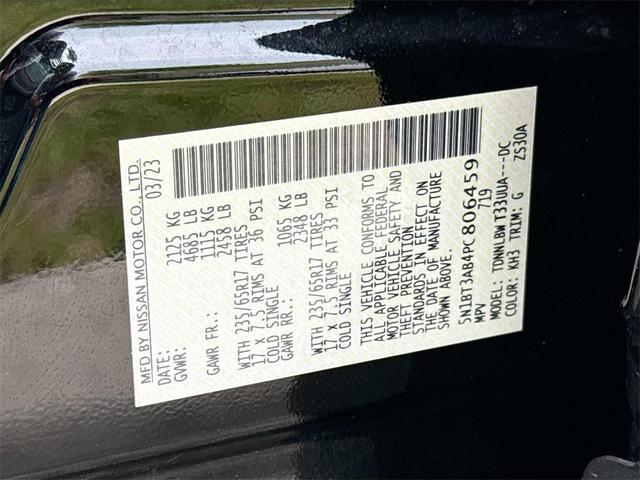 MFD BY NISSAN MOTOR CO., LTD.
DATE: 03/23
GVWR: 2125 KG
4685 LB
GAWR FR.: 1115 KG
2458 LB
WITH 235/65R17 TIRES
17 X 7.5 RIMS AT 36 PSI
COLD SINGLE
GAWR RR.: 1065 KG
2348 LB
WITH 235/65R17 TIRES
17 X 7.5 RIMS AT 33 PSI
COLD SINGLE
THIS VEHICLE CONFORMS TO
ALL APPLICABLE FEDERAL
MOTOR VEHICLE SAFETY AND
THEFT PREVENTION
STANDARDS IN EFFECT ON
THE DATE OF MANUFACTURE
SHOWN ABOVE.
5N1BT3AB4PC806459
MPV 719
MODEL: TDNNLBWT33UUA---DC
COLOR: KH3 TRIM: G ZS30A